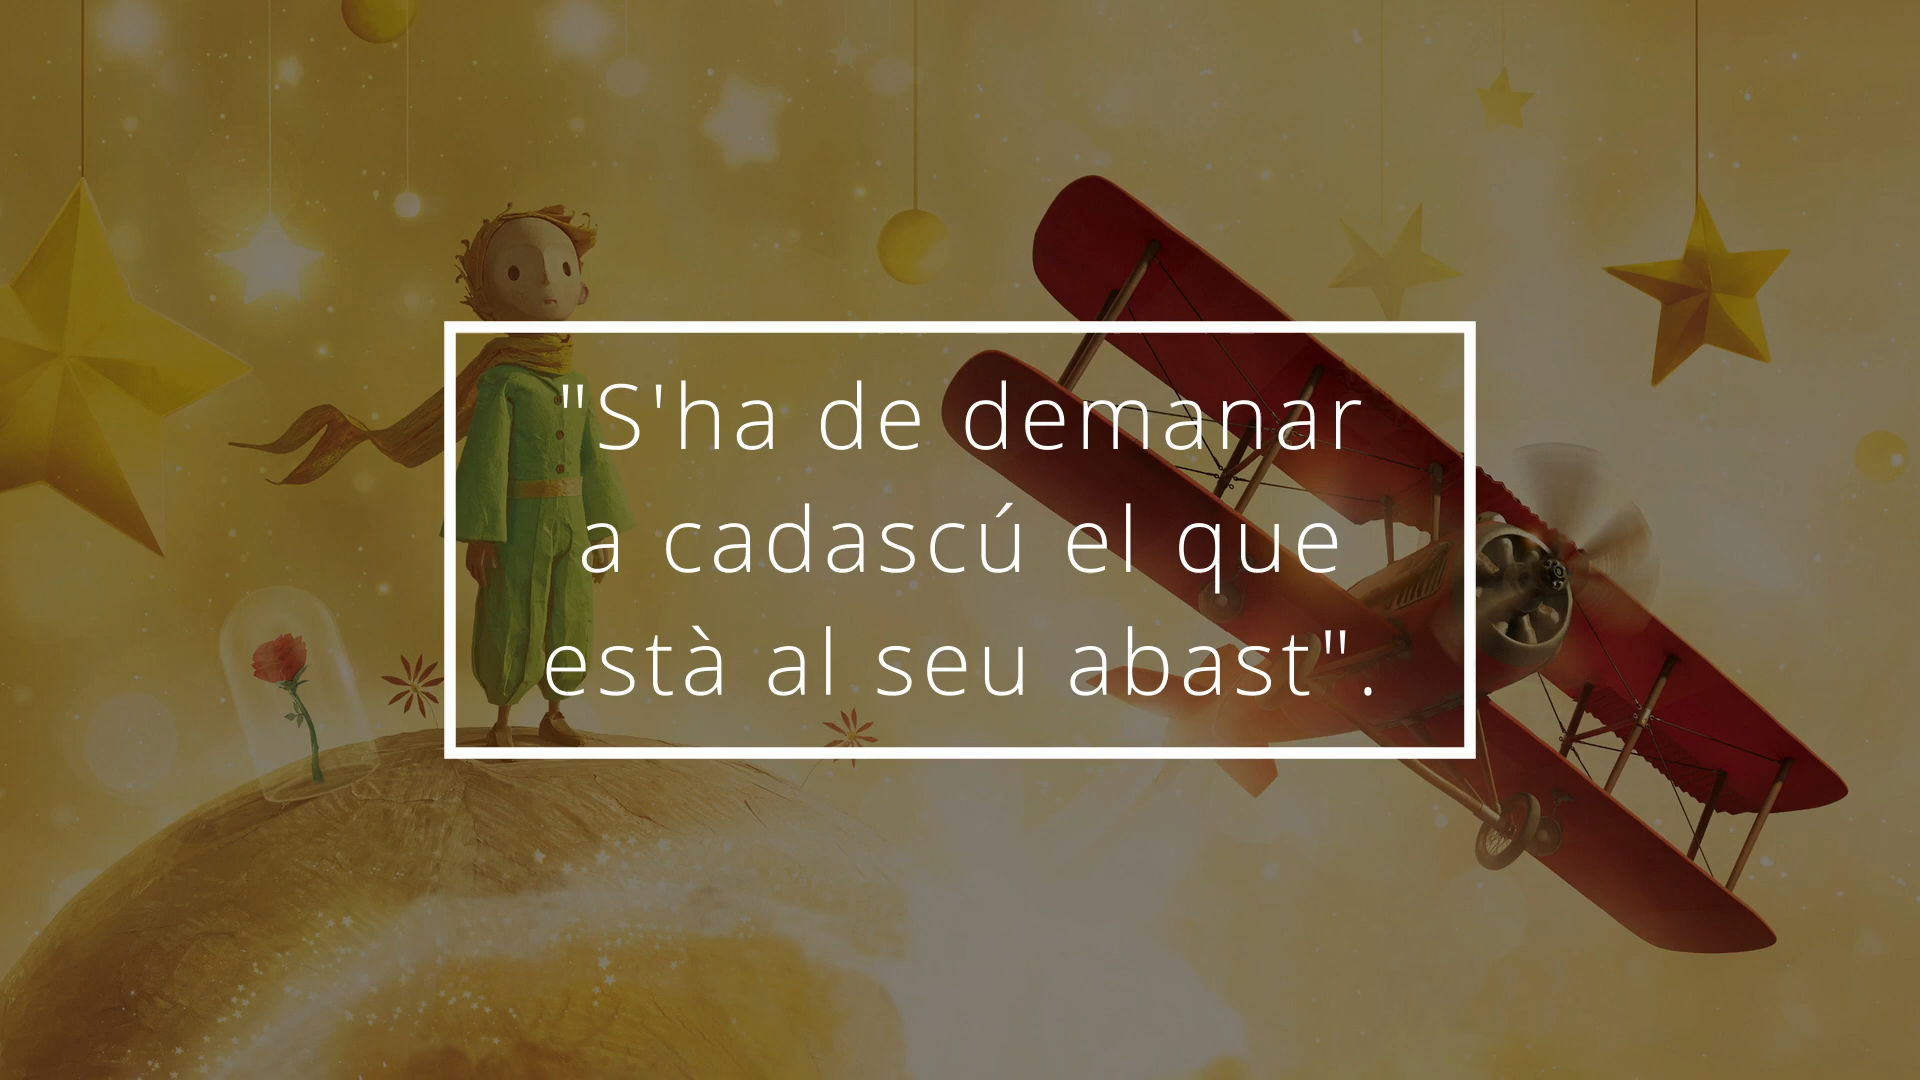 "S'ha de demanar
a cadascú el que
està al seu abast".